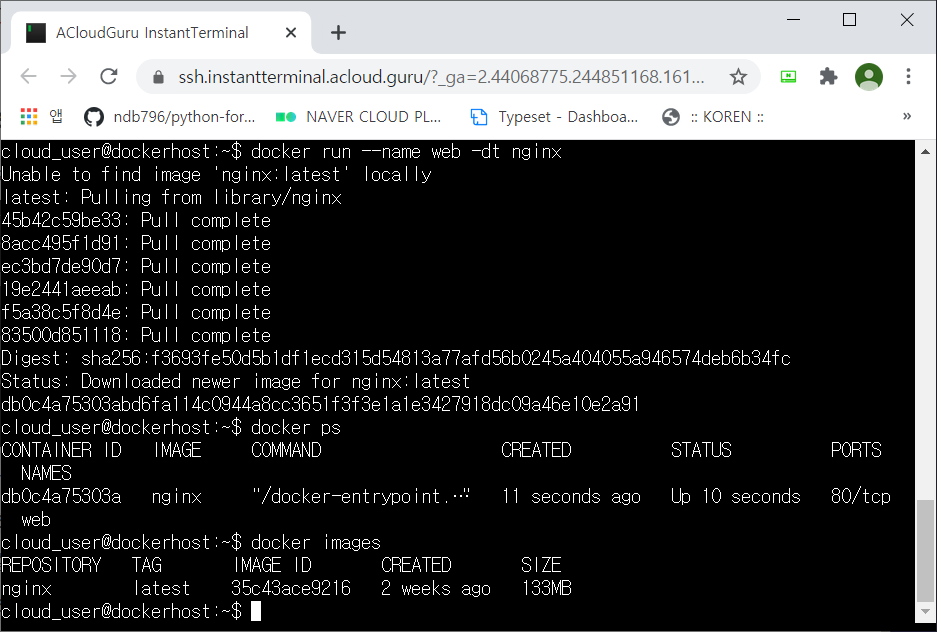 ACloudGuru InstantTerminal
ssh.instantterminal.acloud.guru/?_ga=2.44068775.244851168.161...
앱 ndb796/python-for... NAVER CLOUD PL... Typeset - Dashboa... :: KOREN :: »
cloud_user@dockerhost:~$ docker run --name web -dt nginx
Unable to find image 'nginx:latest' locally
latest: Pulling from library/nginx
45b42c59be33: Pull complete
8acc495f1d91: Pull complete
ec3bd7de90d7: Pull complete
19e2441aeeab: Pull complete
f5a38c5f8d4e: Pull complete
83500d851118: Pull complete
Digest: sha256:f3693fe50d5b1df1ecd315d54813a77afd56b0245a404055a946574deb6b34fc
Status: Downloaded newer image for nginx:latest
db0c4a75303abd6fa114c0944a8cc3651f3f3e1a1e3427918dc09a46e10e2a91
cloud_user@dockerhost:~$ docker ps
CONTAINER ID IMAGE COMMAND CREATED STATUS PORTS
NAMES
db0c4a75303a nginx "/docker-entrypoint.…" 11 seconds ago Up 10 seconds 80/tcp
web
cloud_user@dockerhost:~$ docker images
REPOSITORY TAG IMAGE ID CREATED SIZE
nginx latest 35c43ace9216 2 weeks ago 133MB
cloud_user@dockerhost:~$